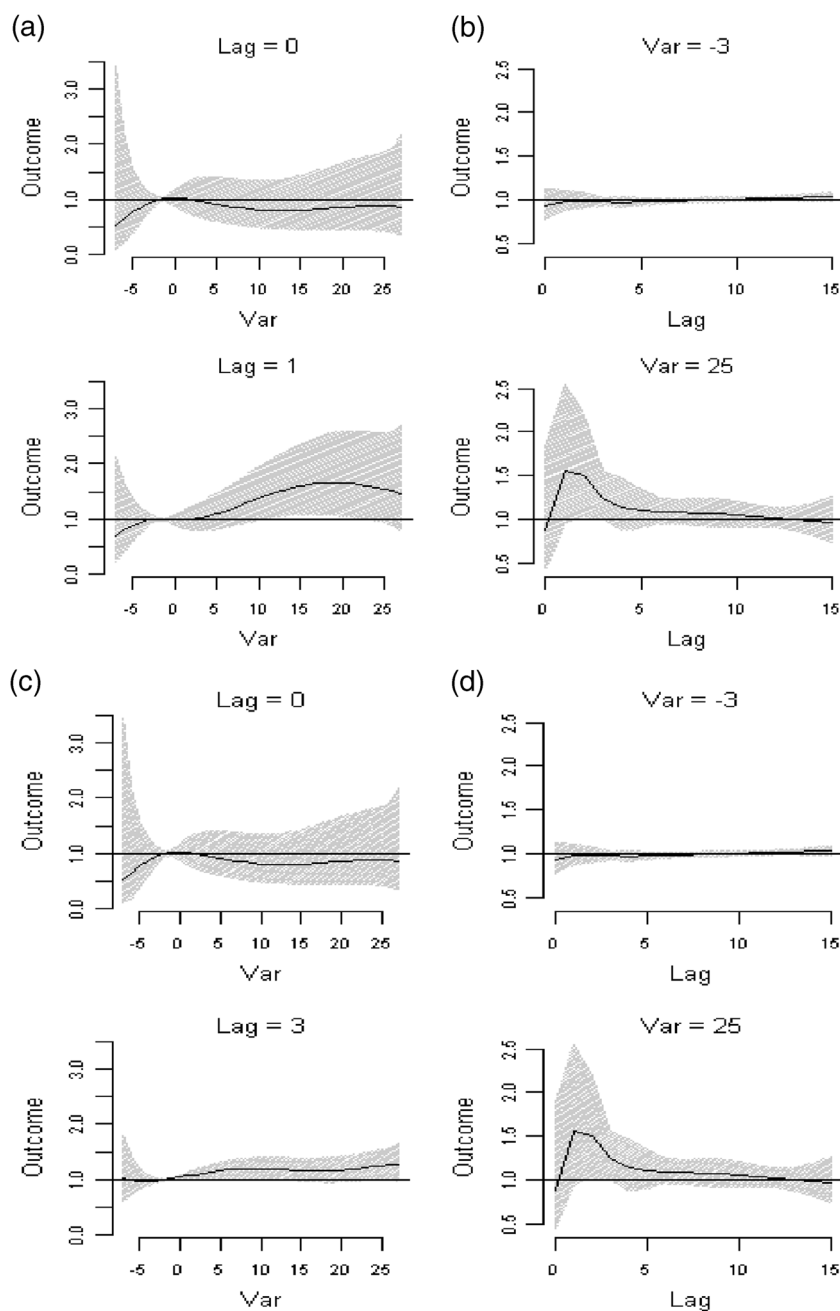 (a)
Lag = 0
Outcome
0.0 1.0 2.0 3.0
-5 0 5 10 15 20 25
Var
(b)
Var = -3
Outcome
0.5 1.0 1.5 2.0 2.5
0 5 10 15
Lag
Lag = 1
Outcome
0.0 1.0 2.0 3.0
-5 0 5 10 15 20 25
Var
Var = 25
Outcome
0.5 1.0 1.5 2.0 2.5
0 5 10 15
Lag
(c)
Lag = 0
Outcome
0.0 1.0 2.0 3.0
-5 0 5 10 15 20 25
Var
(d)
Var = -3
Outcome
0.5 1.0 1.5 2.0 2.5
0 5 10 15
Lag
Lag = 3
Outcome
0.0 1.0 2.0 3.0
-5 0 5 10 15 20 25
Var
Var = 25
Outcome
0.5 1.0 1.5 2.0 2.5
0 5 10 15
Lag